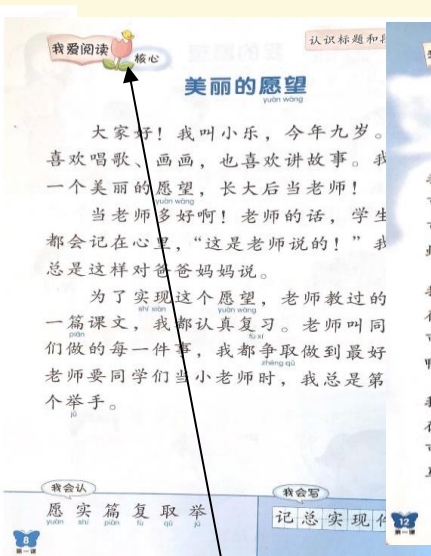 我爱阅读
核心
认识标题和
美丽的愿望
yuàn wàng
大家好！我叫小乐，今年九岁。
喜欢唱歌、画画，也喜欢讲故事。我
一个美丽的愿望，长大后当老师！
yuàn wàng
当老师多好啊！老师的话，学生
都会记在心里，“这是老师说的！”我
总是这样对爸爸妈妈说。
为了实现这个愿望，老师教过的
shí xiàn yuàn wàng
一篇课文，我都认真复习。老师叫同
piān fù xí
们做的每一件事，我都争取做到最好
zhēng qǔ
老师要同学们当小老师时，我总是第
个举手。
jǔ
我会认
愿 实 篇 复 取 举
yuàn shí piān fù qǔ jǔ
我会写
记 总 实 现 件
8
第一课
12
第一课